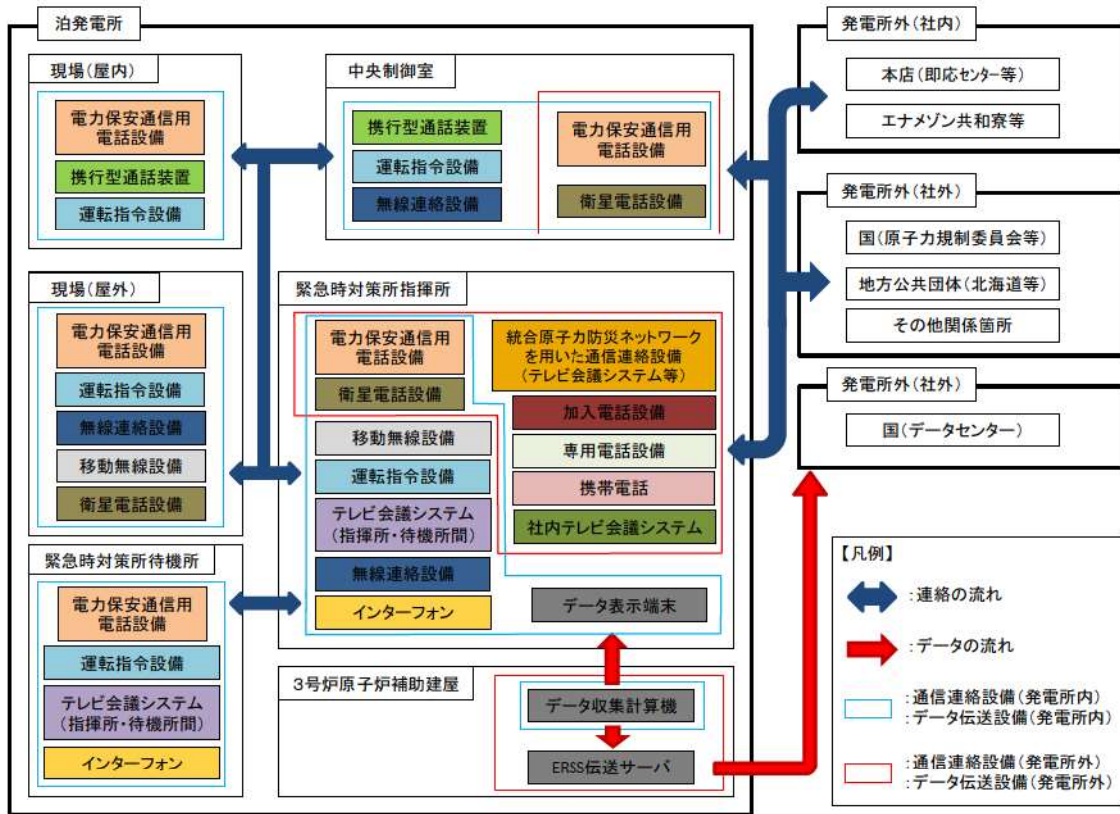 泊発電所
現場(屋内)
電力保安通信用
電話設備
携行型通話装置
運転指令設備
中央制御室
携行型通話装置
運転指令設備
無線連絡設備
電力保安通信用
電話設備
衛星電話設備
現場(屋外)
電力保安通信用
電話設備
運転指令設備
無線連絡設備
移動無線設備
衛星電話設備
緊急時対策所指揮所
電力保安通信用
電話設備
衛星電話設備
移動無線設備
運転指令設備
テレビ会議システム
(指揮所・待機所間)
無線連絡設備
インターフォン
統合原子力防災ネットワーク
を用いた通信連絡設備
(テレビ会議システム等)
加入電話設備
専用電話設備
携帯電話
社内テレビ会議システム
データ表示端末
緊急時対策所待機所
電力保安通信用
電話設備
運転指令設備
テレビ会議システム
(指揮所・待機所間)
インターフォン
3号炉原子炉補助建屋
データ収集計算機
ERSS伝送サーバ
発電所外(社内)
本店(即応センター等)
エナメゾン共和寮等
発電所外(社外)
国(原子力規制委員会等)
地方公共団体(北海道等)
その他関係箇所
発電所外(社外)
国(データセンター)
【凡例】
:連絡の流れ
:データの流れ
:通信連絡設備(発電所内)
:データ伝送設備(発電所内)
:通信連絡設備(発電所外)
:データ伝送設備(発電所外)